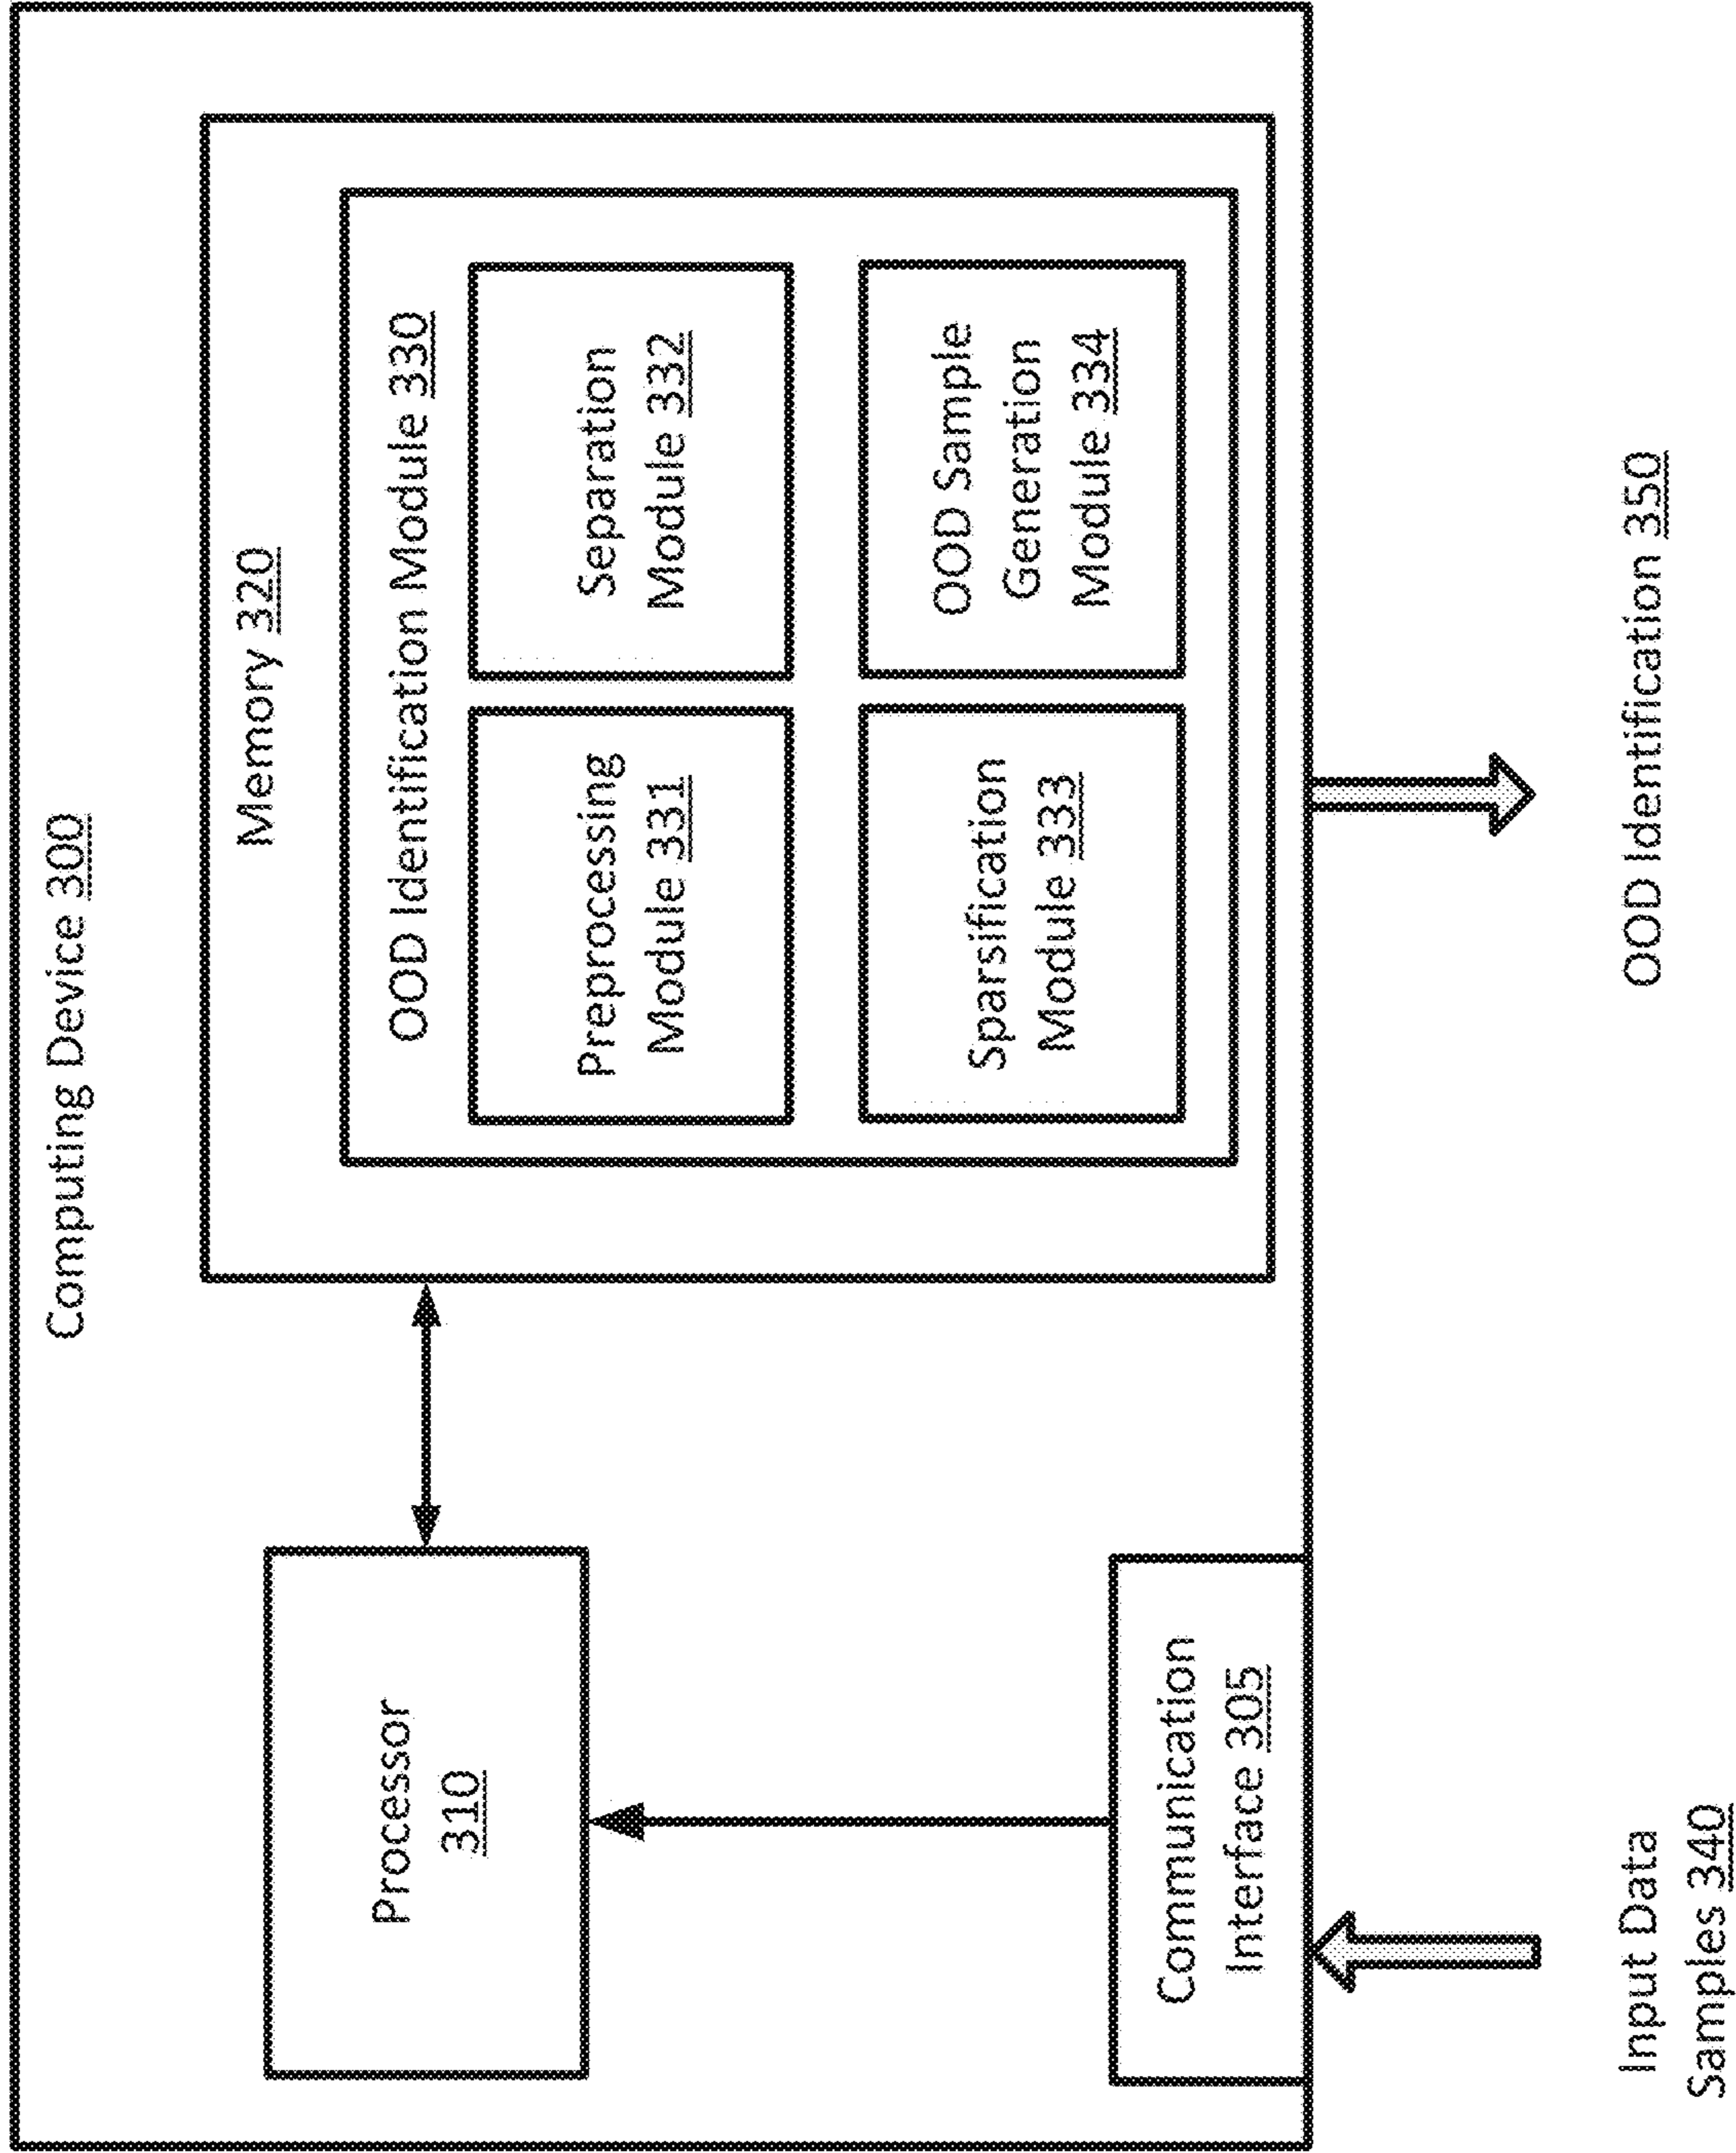 Computing Device 300
Memory 320
OOD Identification Module 330
Preprocessing
Module 331
Separation
Module 332
Sparsification
Module 333
OOD Sample
Generation
Module 334
Processor
310
Communication
Interface 305
Input Data
Samples 340
OOD Identification 350